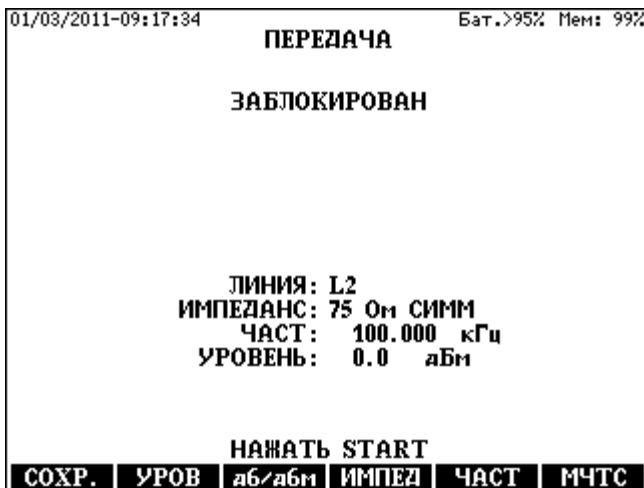 01/03/2011-09:17:34 Бат.>95% Мем: 99%
ПЕРЕДАЧА
ЗАБЛОКИРОВАН
ЛИНИЯ: L2
ИМПЕДАНС: 75 Ом СИММ
ЧАСТ: 100.000 кГц
УРОВЕНЬ: 0.0 дБм
НАЖАТЬ START
СОХР. УРОВ дб/дбм ИМПЕД ЧАСТ МЧТС